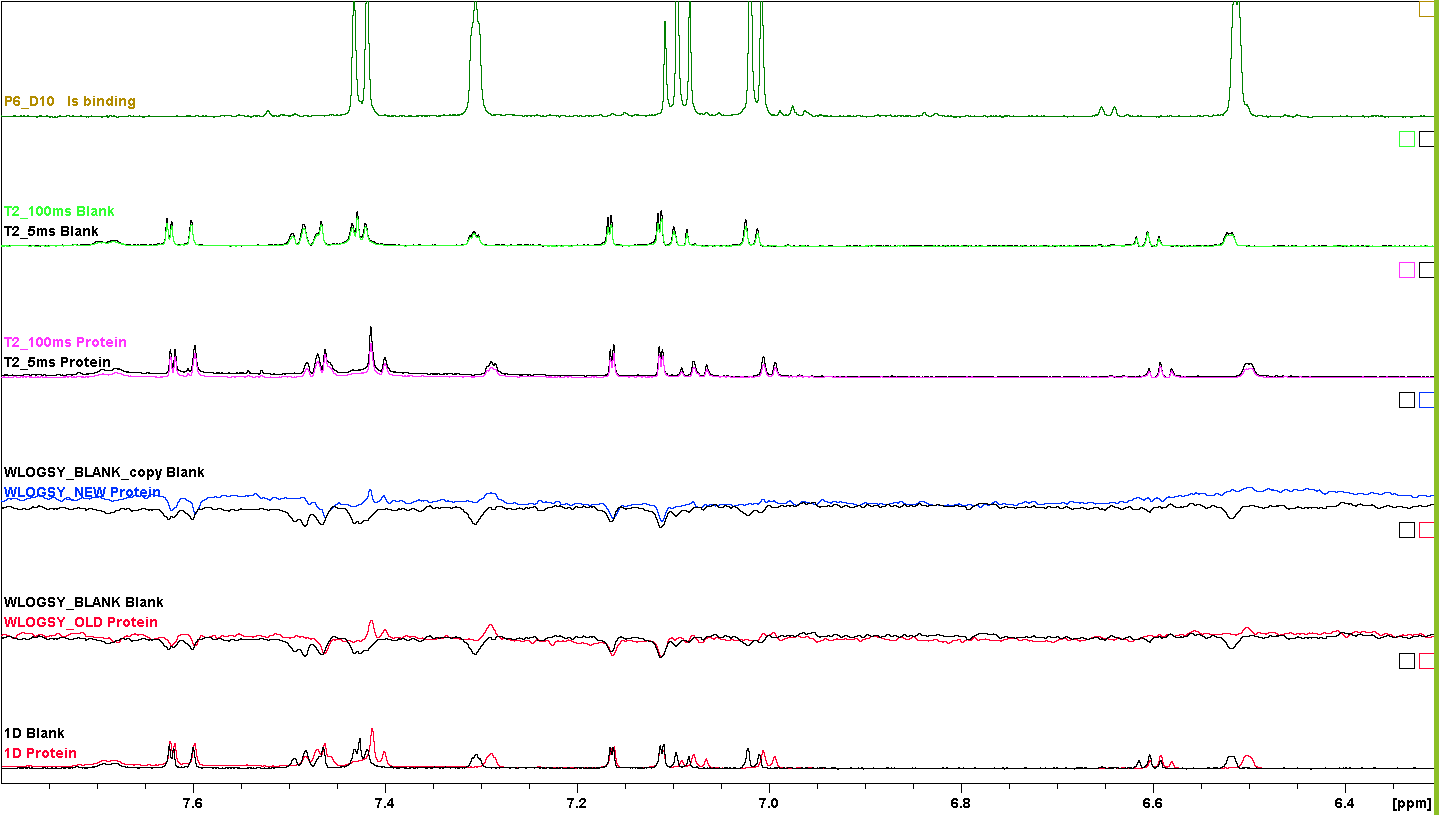 P6_D10 Is binding
T2_100ms Blank
T2_5ms Blank
T2_100ms Protein
T2_5ms Protein
WLOGSY_BLANK_copy Blank
WLOGSY_NEW Protein
WLOGSY_BLANK Blank
WLOGSY_OLD Protein
1D Blank
1D Protein
7.6 7.4 7.2 7.0 6.8 6.6 6.4 [ppm]